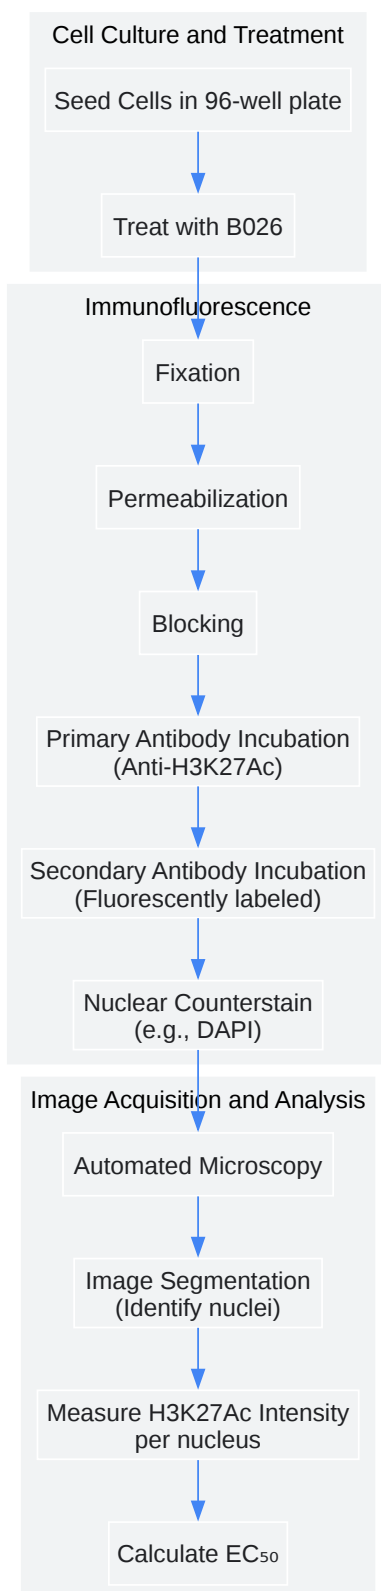 Cell Culture and Treatment
Seed Cells in 96-well plate
Treat with B026
Immunofluorescence
Fixation
Permeabilization
Blocking
Primary Antibody Incubation
(Anti-H3K27Ac)
Secondary Antibody Incubation
(Fluorescently labeled)
Nuclear Counterstain
(e.g., DAPI)
Image Acquisition and Analysis
Automated Microscopy
Image Segmentation
(Identify nuclei)
Measure H3K27Ac Intensity
per nucleus
Calculate EC₅₀